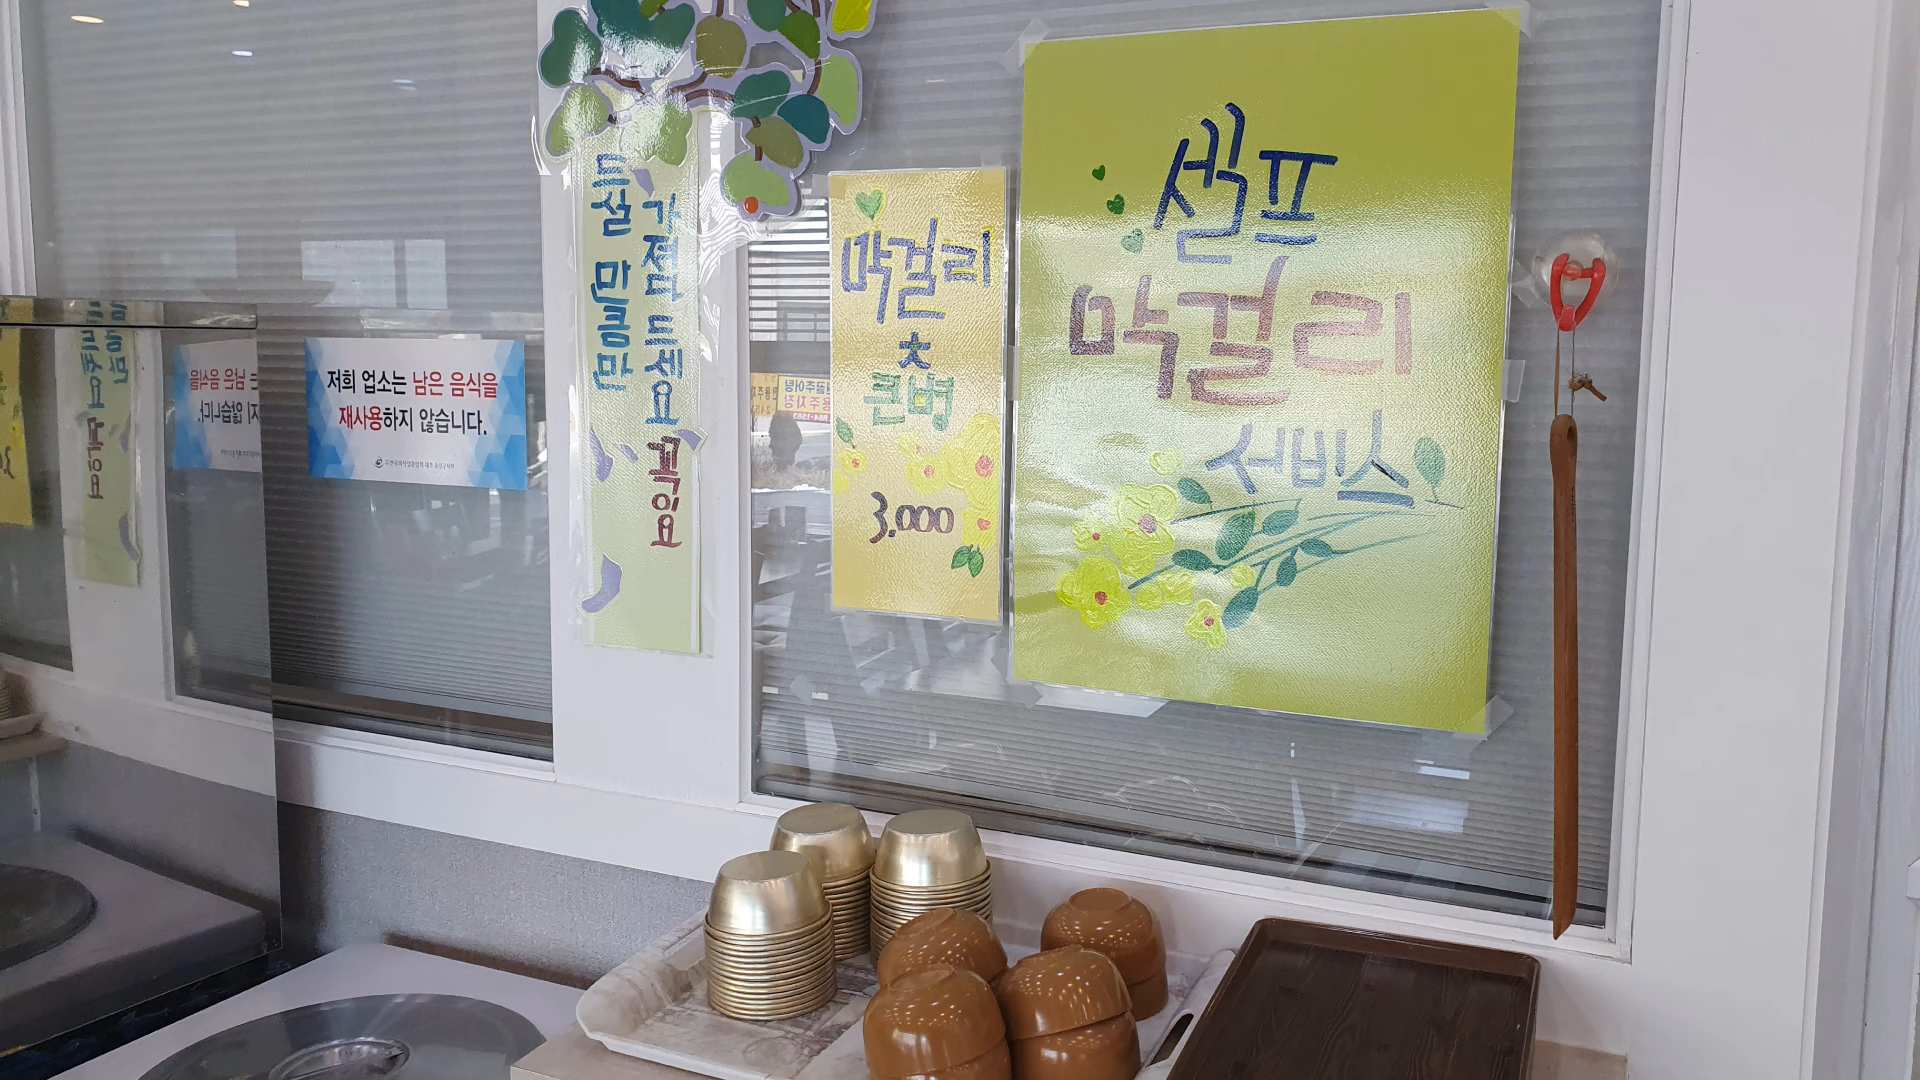 저희 업소는 남은 음식을
재사용하지 않습니다.
드실 만큼만
가져다 드세요 꼭이요
막걸리
大
큰병
3,000
셀프
막걸리
서비스